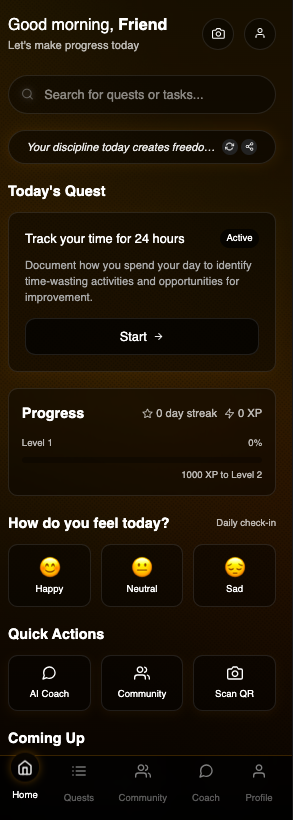 Good morning, Friend
Let's make progress today
Search for quests or tasks...
Your discipline today creates freedo...
Today's Quest
Track your time for 24 hours
Active
Document how you spend your day to identify
time-wasting activities and opportunities for
improvement.
Start →
Progress
0 day streak
0 XP
Level 1
0%
1000 XP to Level 2
How do you feel today?
Daily check-in
Happy
Neutral
Sad
Quick Actions
AI Coach
Community
Scan QR
Coming Up
Home
Quests
Community
Coach
Profile